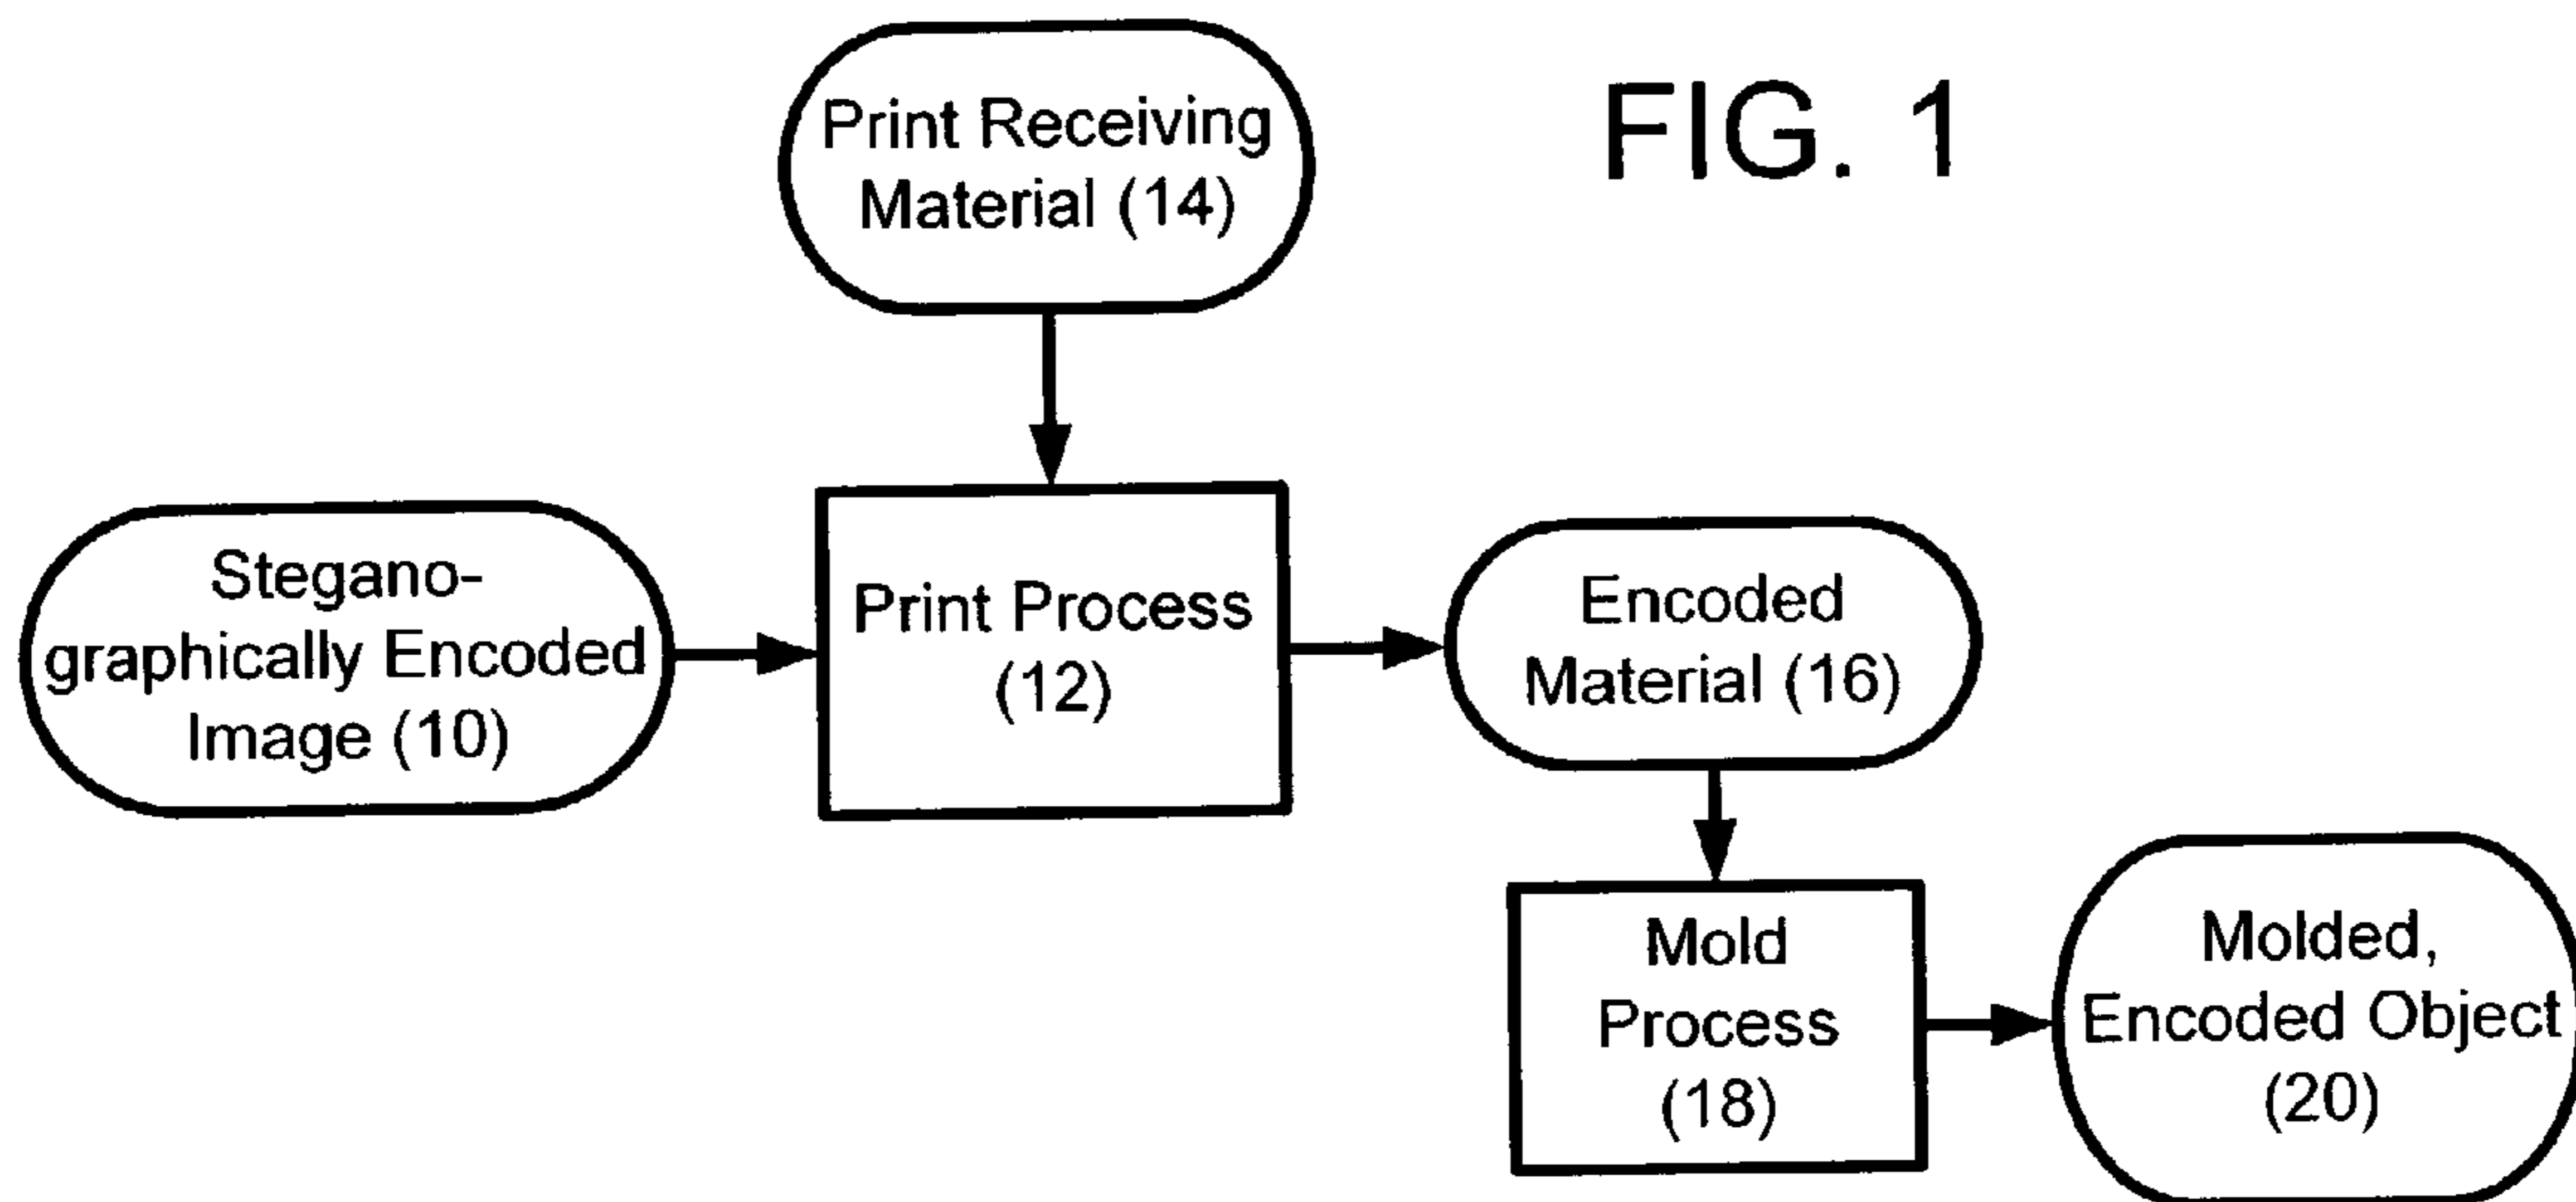 FIG. 1
Print Receiving
Material (14)
Stegano-
graphically Encoded
Image (10)
Print Process
(12)
Encoded
Material (16)
Mold
Process
(18)
Molded,
Encoded Object
(20)